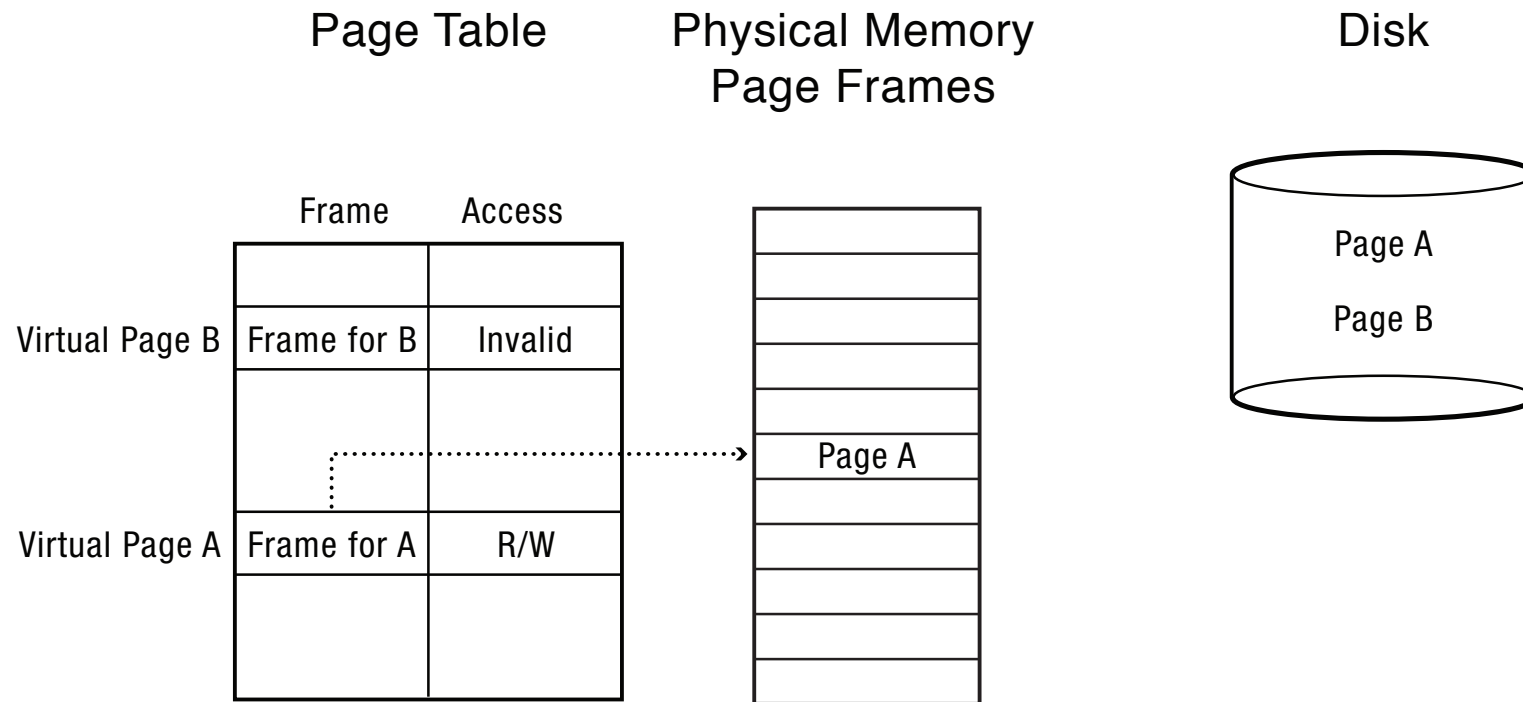 Page Table
Physical Memory
Page Frames
Disk
Frame
Access
Virtual Page B
Frame for B
Invalid
Virtual Page A
Frame for A
R/W
Page A
Page A
Page B